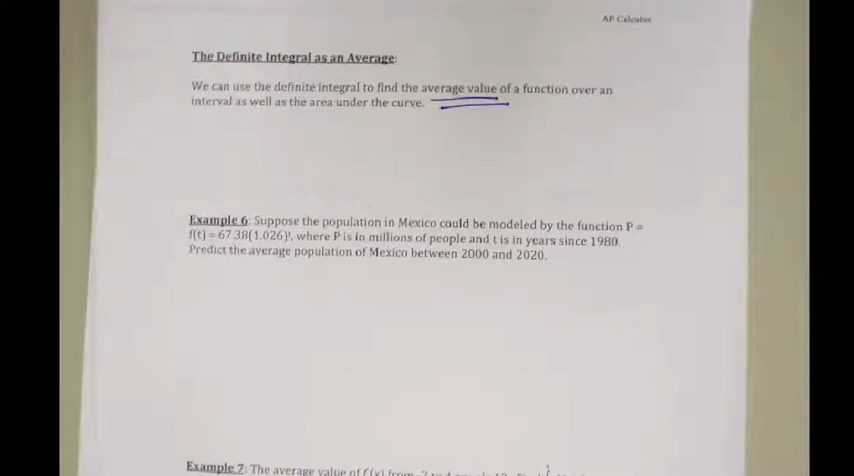 AP Calculus
The Definite Integral as an Average:
We can use the definite integral to find the average value of a function over an
interval as well as the area under the curve.
Example 6: Suppose the population in Mexico could be modeled by the function P =
f(t) = 67.38(1.026)ᵗ, where P is in millions of people and t is in years since 1980.
Predict the average population of Mexico between 2000 and 2020.
Example 7: The average value of f(x) from